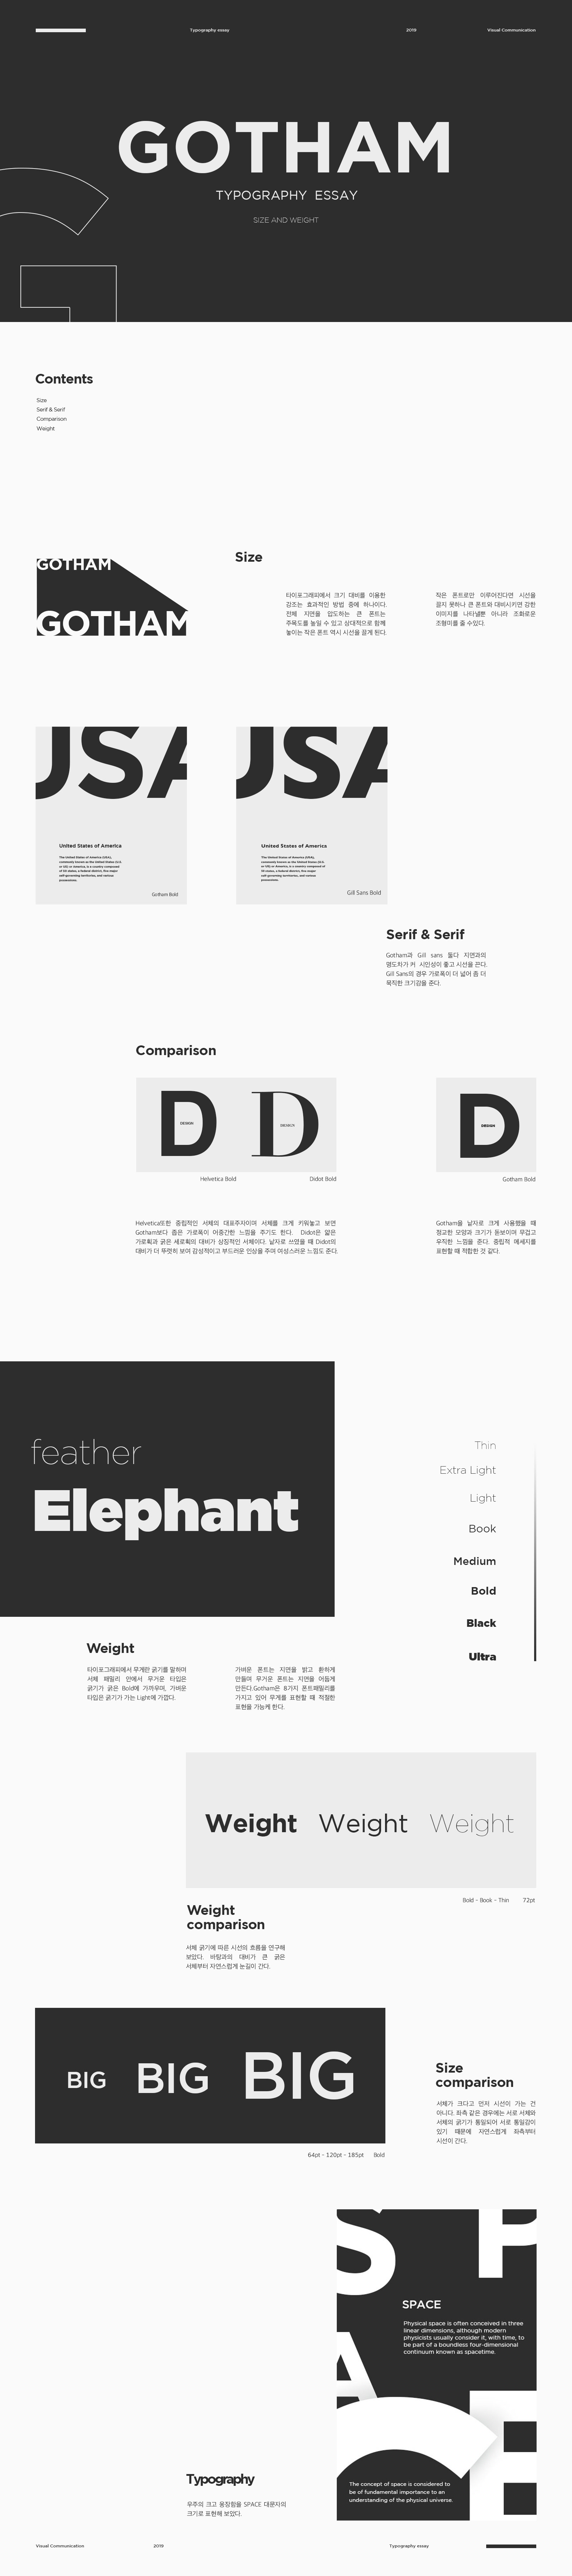 Typography essay
2019
Visual Communication
GOTHAM
TYPOGRAPHY ESSAY
SIZE AND WEIGHT
Contents
Size
Serif & Serif
Comparison
Weight
GOTHAM
GOTHAM
Size
타이포그래피에서 크기 대비를 이용한
강조는 효과적인 방법 중에 하나이다.
전체 지면을 압도하는 큰 폰트는
주목도를 높일 수 있고 상대적으로 함께
놓이는 작은 폰트 역시 시선을 끌게 된다.
작은 폰트로만 이루어진다면 시선을
끌지 못하나 큰 폰트와 대비시키면 강한
이미지를 나타낼뿐 아니라 조화로운
조형미를 줄 수있다.
USA
United States of America
The United States of America (USA),
commonly known as the United States (U.S.
or US) or America, is a country composed
of 50 states, a federal district, five major
self-governing territories, and various
possessions.
Gotham Bold
USA
United States of America
The United States of America (USA),
commonly known as the United States (U.S.
or US) or America, is a country composed of
50 states, a federal district, five major
self-governing territories, and various
possessions.
Gill Sans Bold
Serif & Serif
Gotham과 Gill sans 둘다 지면과의
명도차가 커 시인성이 좋고 시선을 끈다.
Gill Sans의 경우 가로폭이 더 넓어 좀 더
묵직한 크기감을 준다.
Comparison
D
DESIGN
D
DESIGN
D
DESIGN
Helvetica Bold
Didot Bold
Gotham Bold
Helvetica또한 중립적인 서체의 대표주자이며 서체를 크게 키워놓고 보면
Gotham보다 좁은 가로폭이 어중간한 느낌을 주기도 한다. Didot은 얇은
가로획과 굵은 세로획의 대비가 상징적인 서체이다. 낱자로 쓰였을 때 Didot의
대비가 더 뚜렷히 보여 감성적이고 부드러운 인상을 주며 여성스러운 느낌도 준다.
Gotham을 낱자로 크게 사용했을 때
정교한 모양과 크기가 돋보이며 무겁고
우직한 느낌을 준다. 중립적 메세지를
표현할 때 적합한 것 같다.
feather
Elephant
Thin
Extra Light
Light
Book
Medium
Bold
Black
Ultra
Weight
타이포그래피에서 무게란 굵기를 말하며
서체 패밀리 안에서 무거운 타입은
굵기가 굵은 Bold에 가까우며, 가벼운
타입은 굵기가 가는 Light에 가깝다.
가벼운 폰트는 지면을 밝고 환하게
만들며 무거운 폰트는 지면을 어둡게
만든다.Gotham은 8가지 폰트패밀리를
가지고 있어 무게를 표현할 때 적절한
표현을 가능케 한다.
Weight Weight Weight
Bold - Book - Thin 72pt
Weight
comparison
서체 굵기에 따른 시선의 흐름을 연구해
보았다. 바탕과의 대비가 큰 굵은
서체부터 자연스럽게 눈길이 간다.
BIG BIG BIG
64pt - 120pt - 185pt Bold
Size
comparison
서체가 크다고 먼저 시선이 가는 건
아니다. 좌측 같은 경우에는 서로 서체와
서체의 굵기가 통일되어 서로 통일감이
있기 때문에 자연스럽게 좌측부터
시선이 간다.
S
P
SPACE
Physical space is often conceived in three
linear dimensions, although modern
physicists usually consider it, with time, to
be part of a boundless four-dimensional
continuum known as spacetime.
A
C
E
The concept of space is considered to
be of fundamental importance to an
understanding of the physical universe.
Typography
우주의 크고 웅장함을 SPACE 대문자의
크기로 표현해 보았다.
Visual Communication
2019
Typography essay